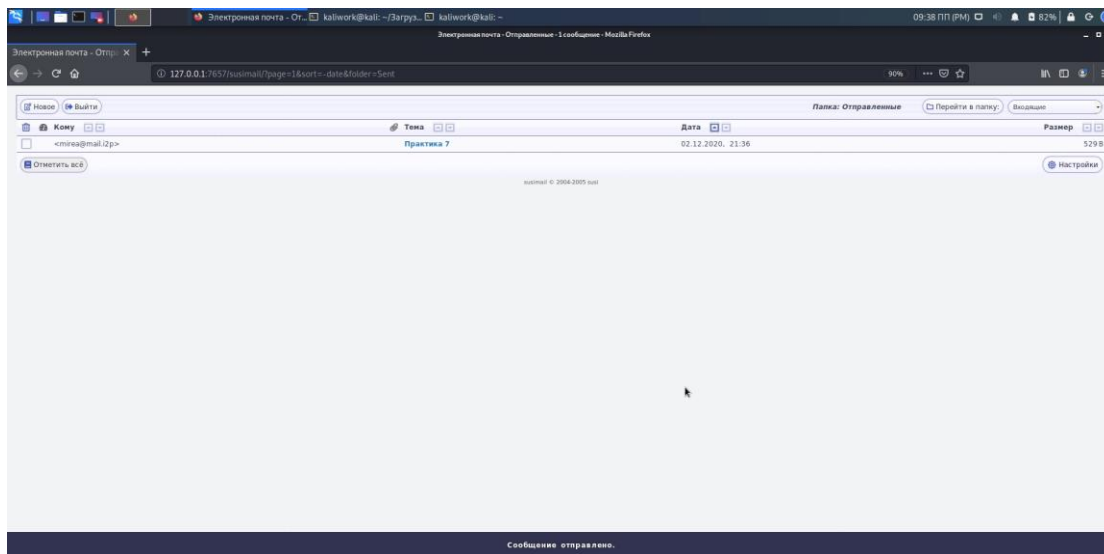 Электронная почта - От... kaliwork@kali: ~/Загруз... kaliwork@kali: ~ 09:38 ПП (PM) 82%
Электронная почта - Отправленные - 1 сообщение - Mozilla Firefox
Электронная почта - Отпр
127.0.0.1:7657/susimail/?page=1&sort=-date&folder=Sent 90%
Новое Выйти Папка: Отправленные Перейти в папку: Входящие
Кому Тема Дата Размер
<mirea@mail.i2p> Практика 7 02.12.2020, 21:36 529 B
Отметить всё Настройки
susimail © 2004-2005 susi
Сообщение отправлено.